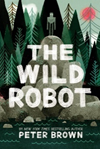 THE
WILD
ROBOT
#1 NEW YORK TIMES BESTSELLING AUTHOR
PETER BROWN